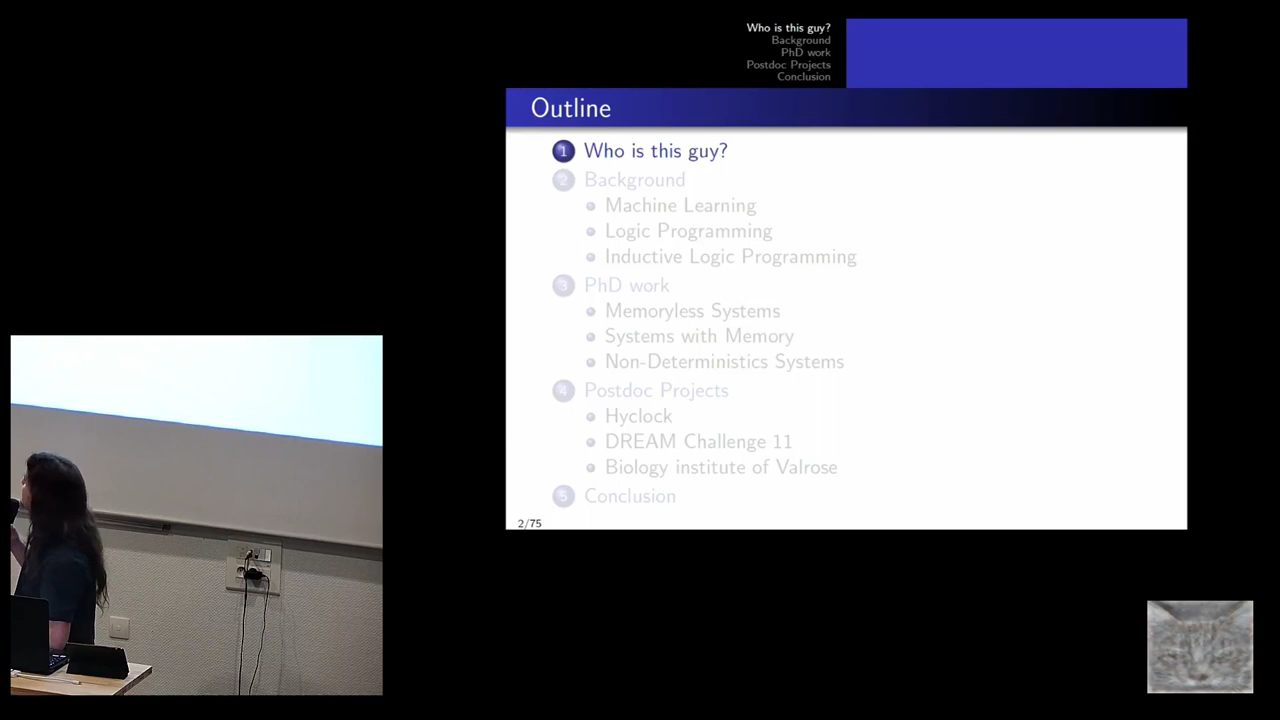 Who is this guy?
Background
PhD work
Postdoc Projects
Conclusion
Outline
1 Who is this guy?
2 Background
Machine Learning
Logic Programming
Inductive Logic Programming
3 PhD work
Memoryless Systems
Systems with Memory
Non-Deterministics Systems
4 Postdoc Projects
Hyclock
DREAM Challenge 11
Biology institute of Valrose
5 Conclusion
2/75